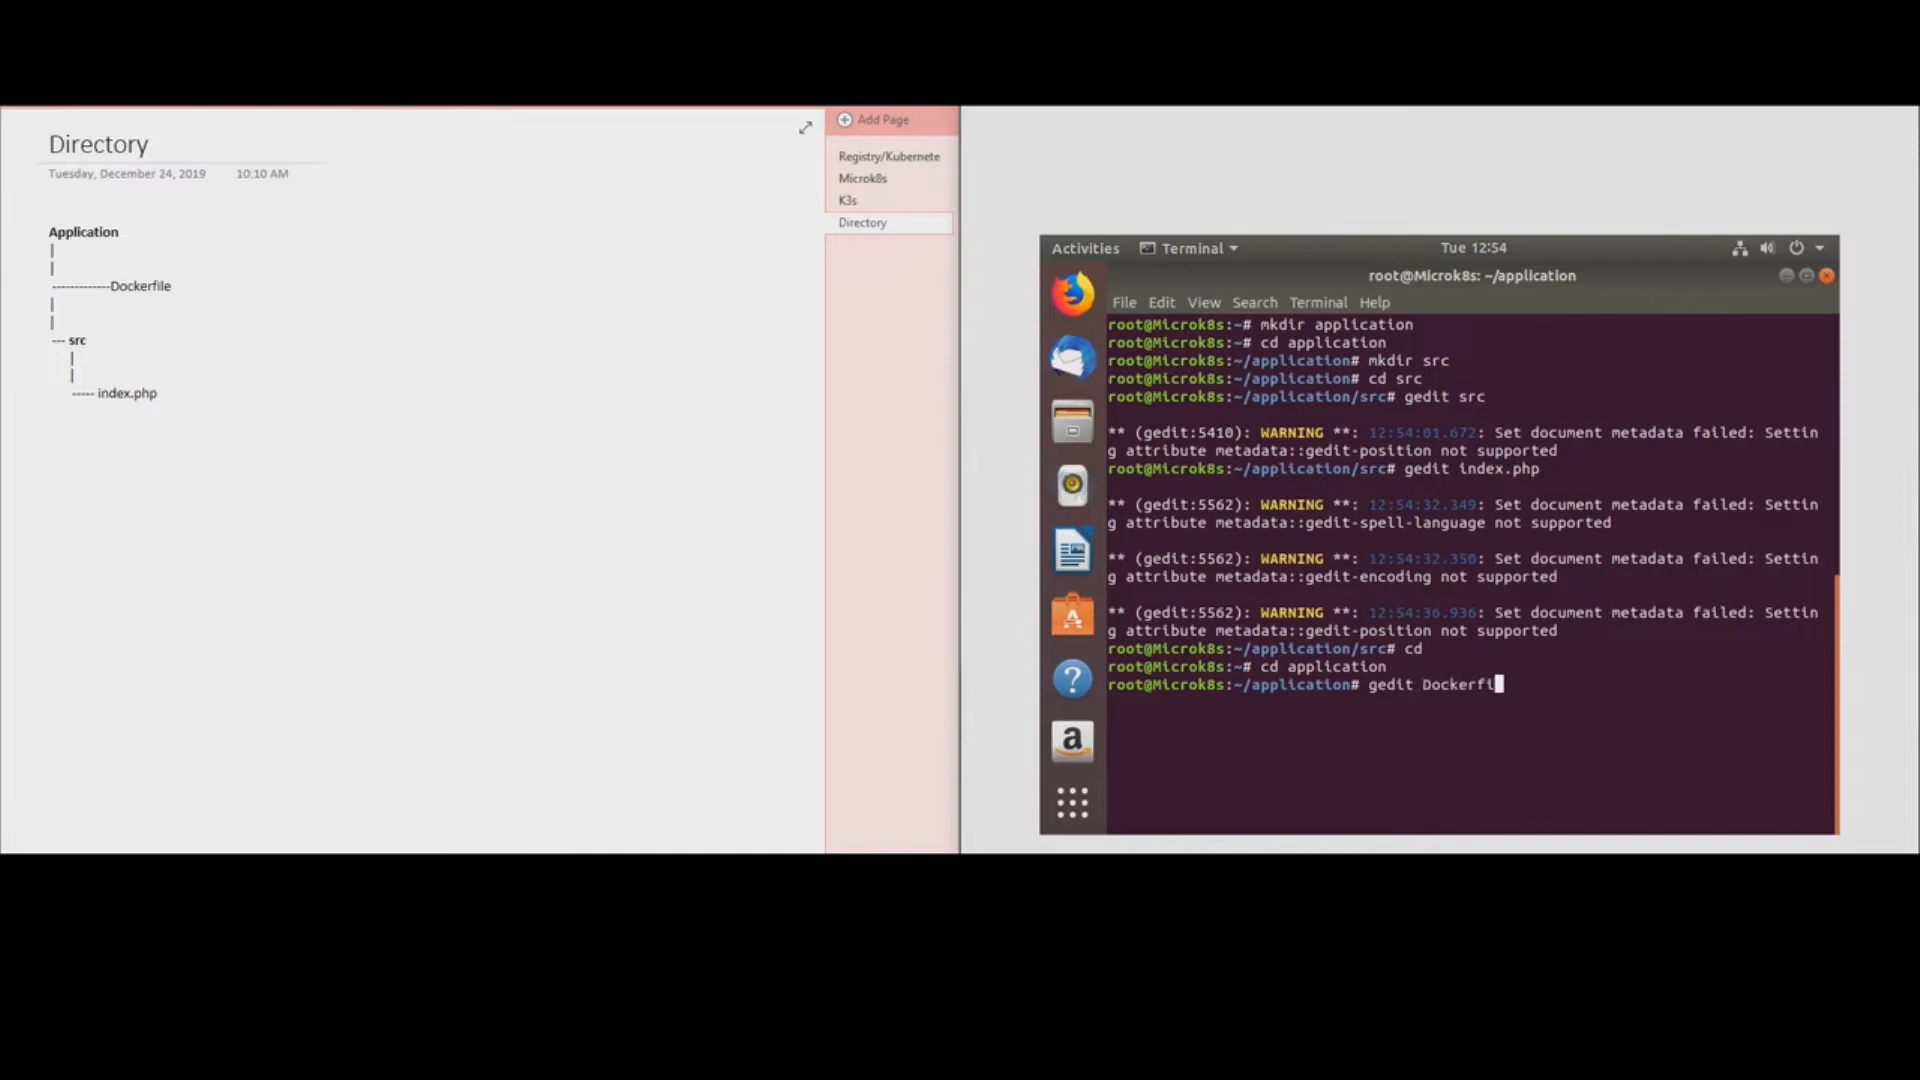 Directory
Tuesday, December 24, 2019 10:10 AM
Application
|
|
-------------Dockerfile
|
|
--- src
|
|
----- index.php
Add Page
Registry/Kubernete
Microk8s
K3s
Directory
Activities Terminal Tue 12:54
root@Microk8s: ~/application
File Edit View Search Terminal Help
root@Microk8s:~# mkdir application
root@Microk8s:~# cd application
root@Microk8s:~/application# mkdir src
root@Microk8s:~/application# cd src
root@Microk8s:~/application/src# gedit src
** (gedit:5410): WARNING **: 12:54:01.672: Set document metadata failed: Settin
g attribute metadata::gedit-position not supported
root@Microk8s:~/application/src# gedit index.php
** (gedit:5562): WARNING **: 12:54:32.349: Set document metadata failed: Settin
g attribute metadata::gedit-spell-language not supported
** (gedit:5562): WARNING **: 12:54:32.350: Set document metadata failed: Settin
g attribute metadata::gedit-encoding not supported
** (gedit:5562): WARNING **: 12:54:36.936: Set document metadata failed: Settin
g attribute metadata::gedit-position not supported
root@Microk8s:~/application/src# cd
root@Microk8s:~# cd application
root@Microk8s:~/application# gedit Dockerfi